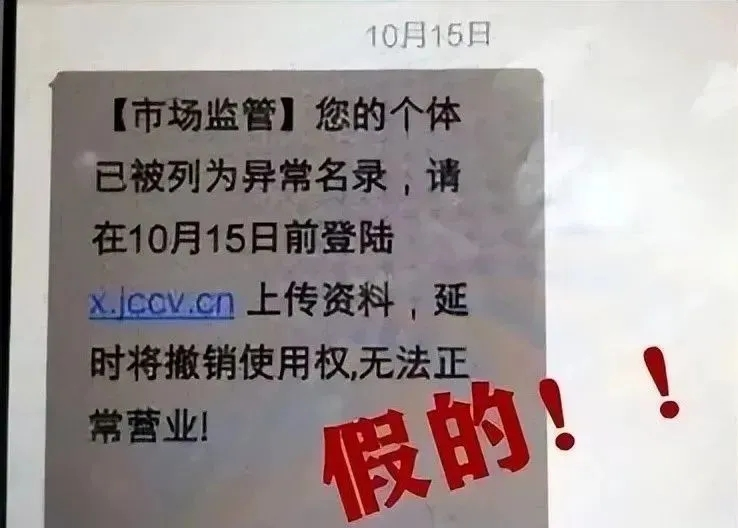 10月15日
【市场监管】您的个体
已被列为异常名录，请
在10月15日前登陆
x.jccv.cn 上传资料，延
时将撤销使用权,无法正
常营业!
假的！！